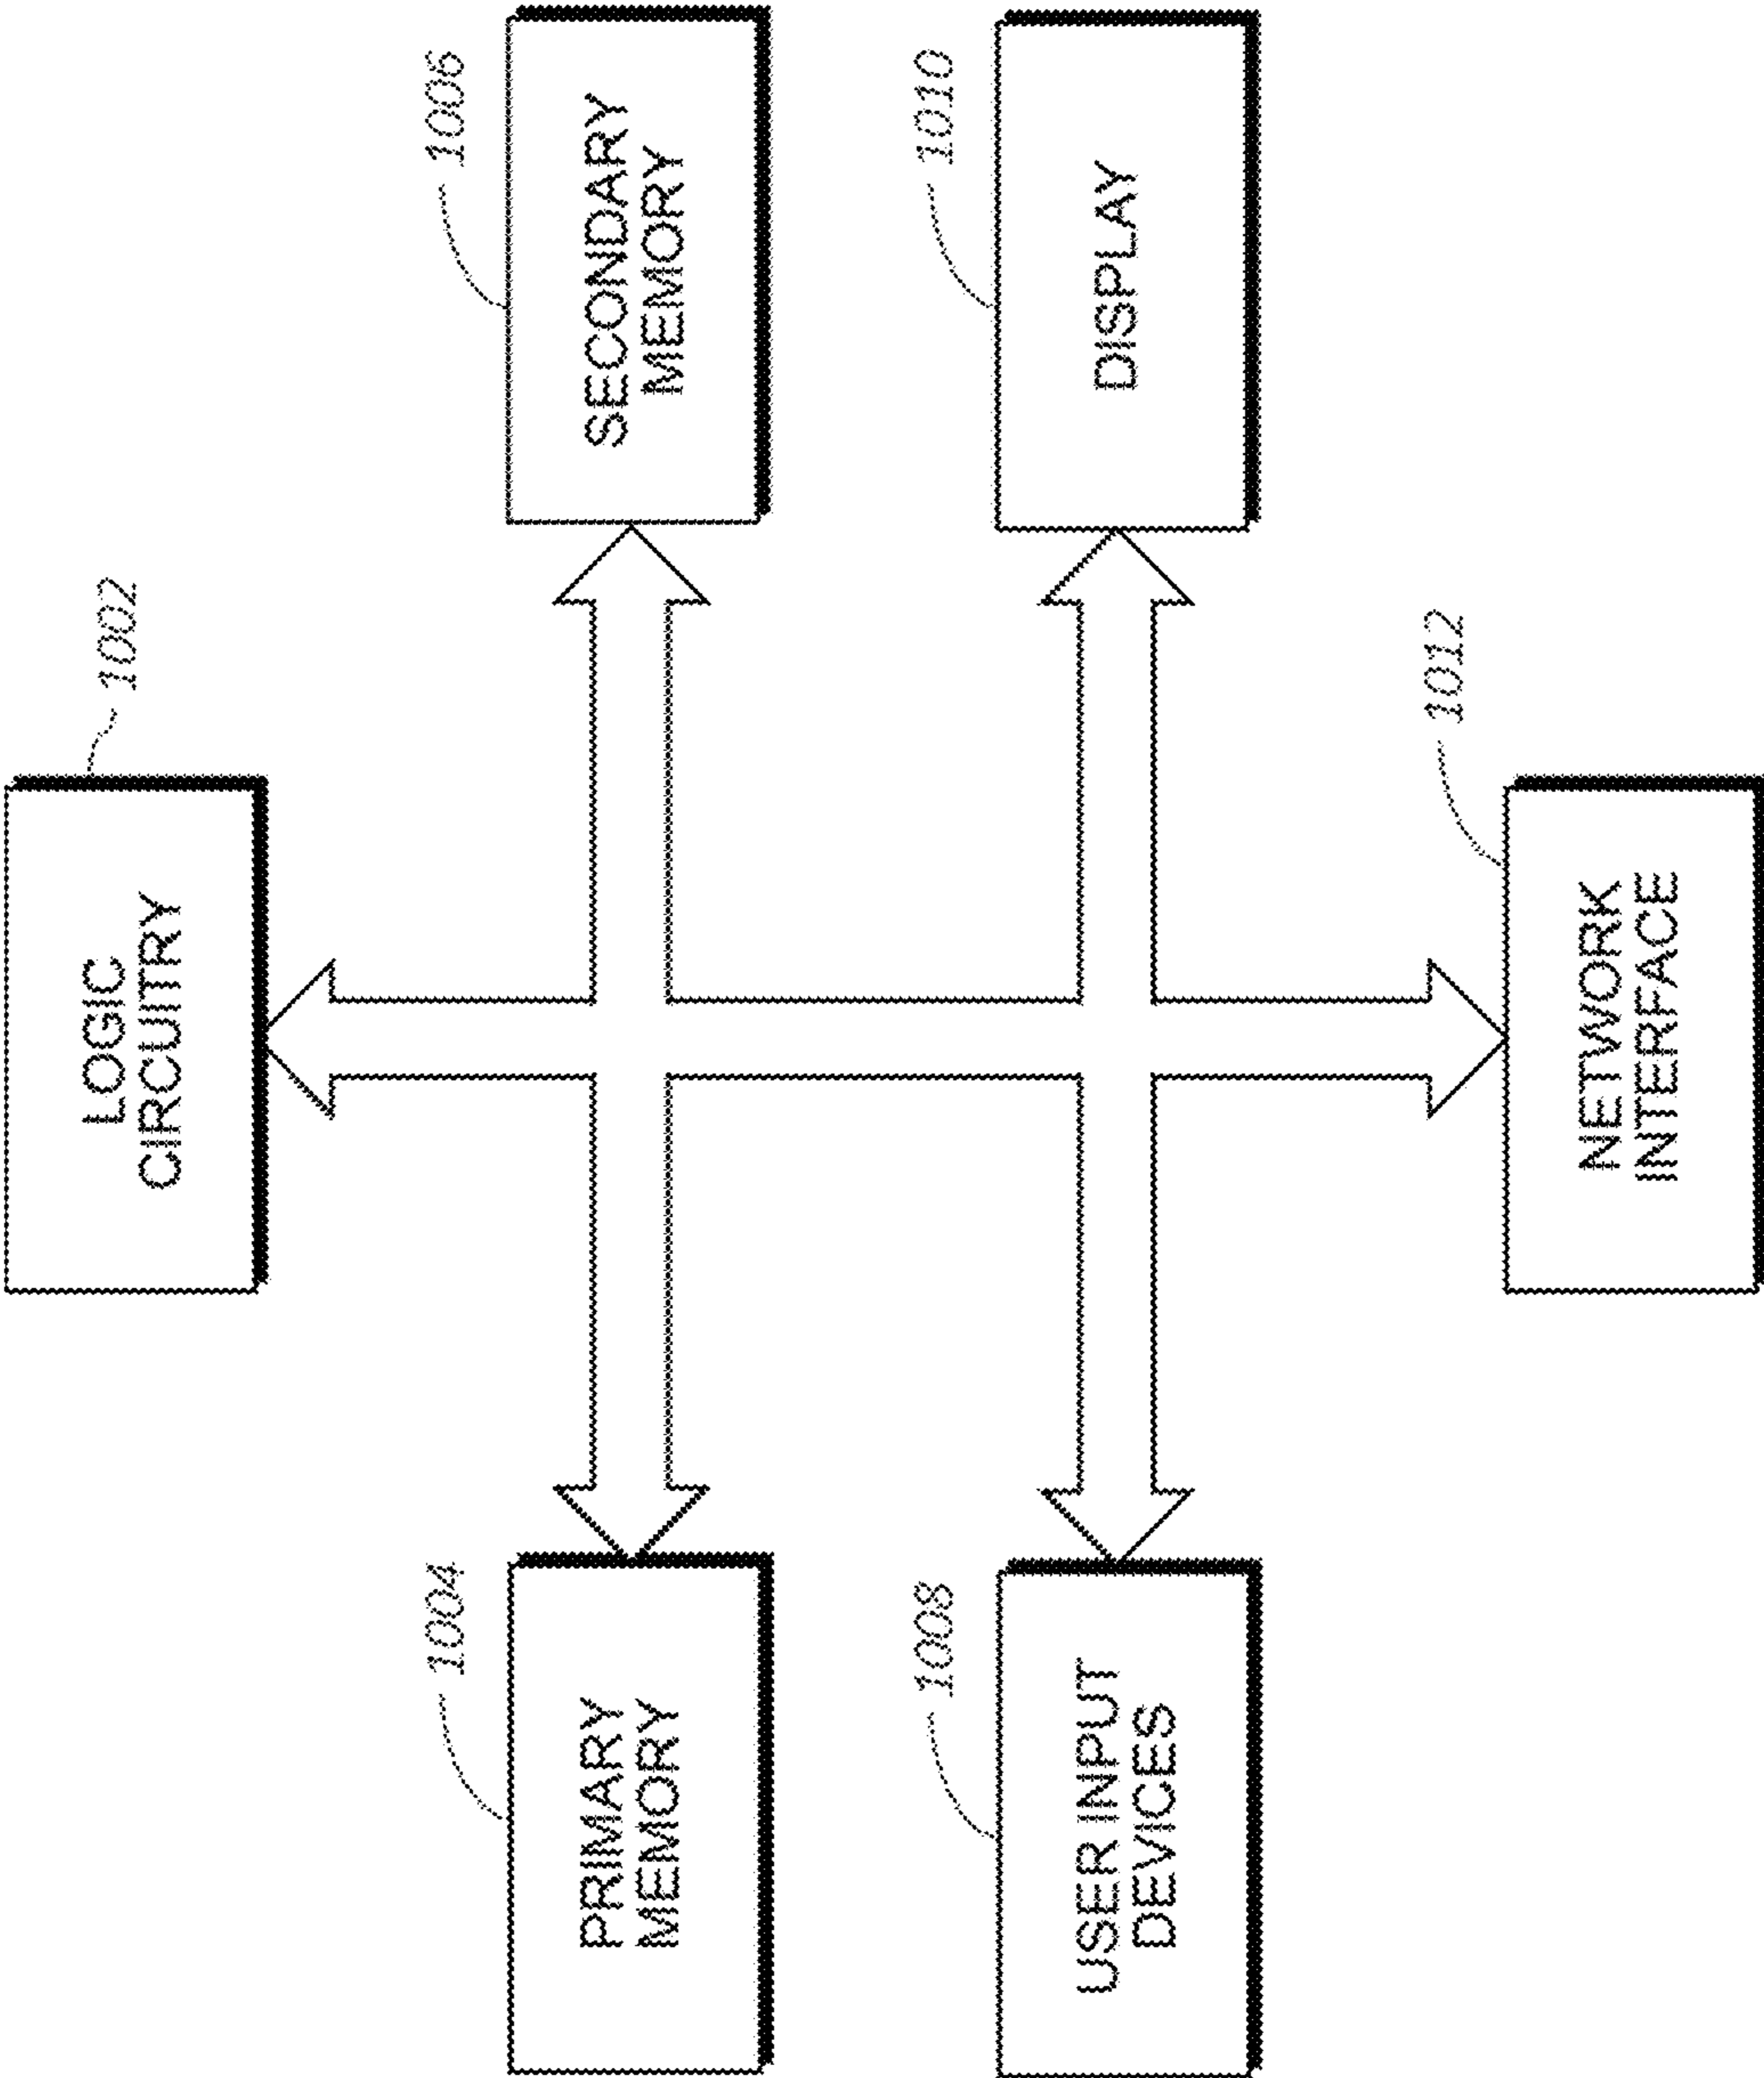 1002
LOGIC
CIRCUITRY
1004
PRIMARY
MEMORY
1006
SECONDARY
MEMORY
1008
USER INPUT
DEVICES
1010
DISPLAY
1012
NETWORK
INTERFACE